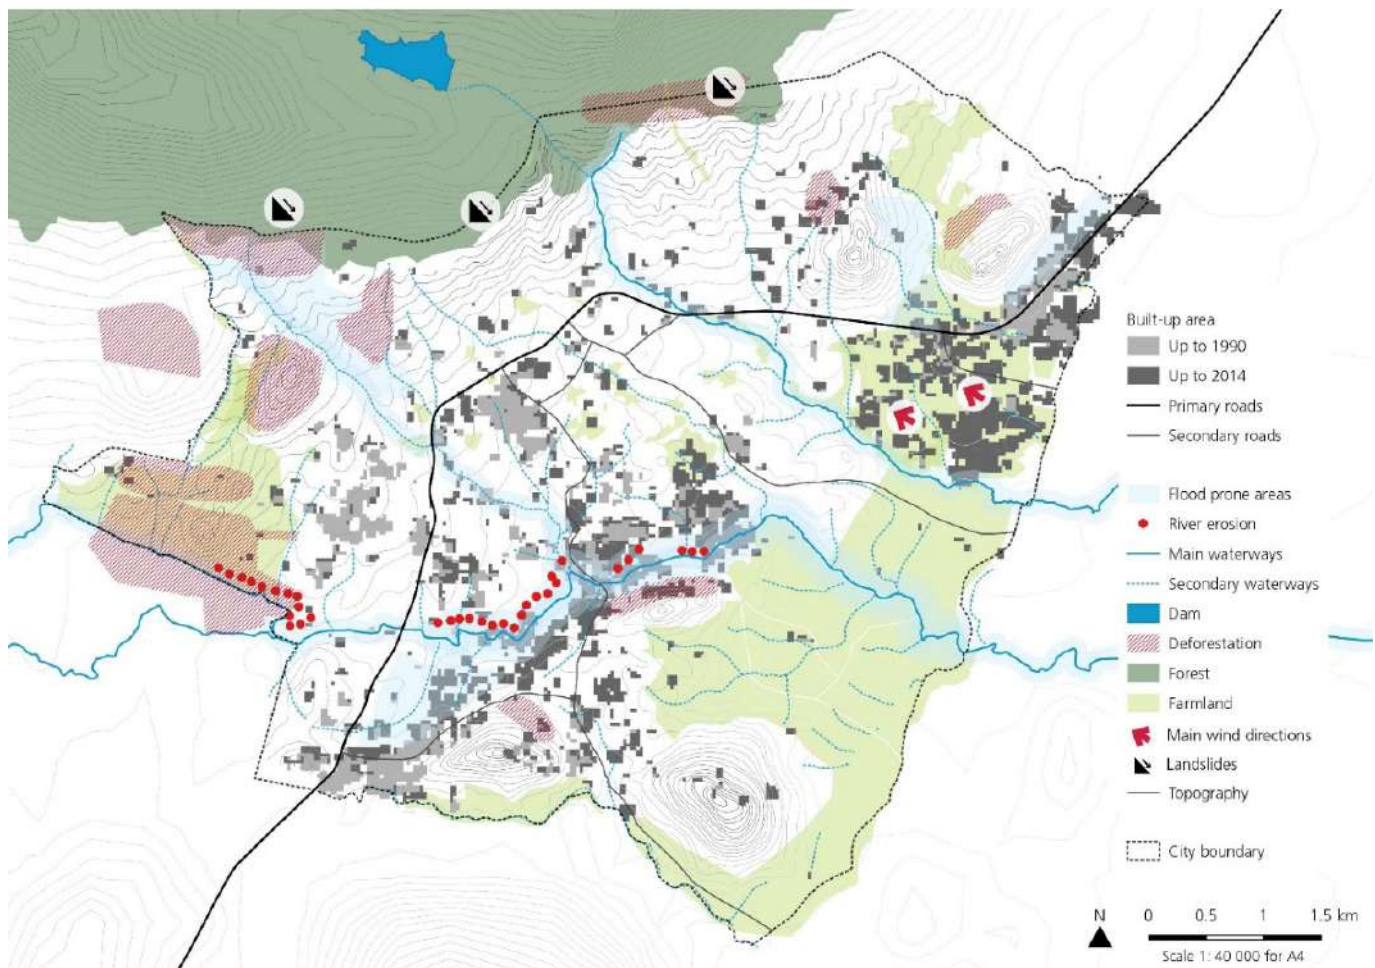 Built-up area
Up to 1990
Up to 2014
Primary roads
Secondary roads
Flood prone areas
River erosion
Main waterways
Secondary waterways
Dam
Deforestation
Forest
Farmland
Main wind directions
Landslides
Topography
City boundary
N 0 0.5 1 1.5 km
Scale 1: 40 000 for A4